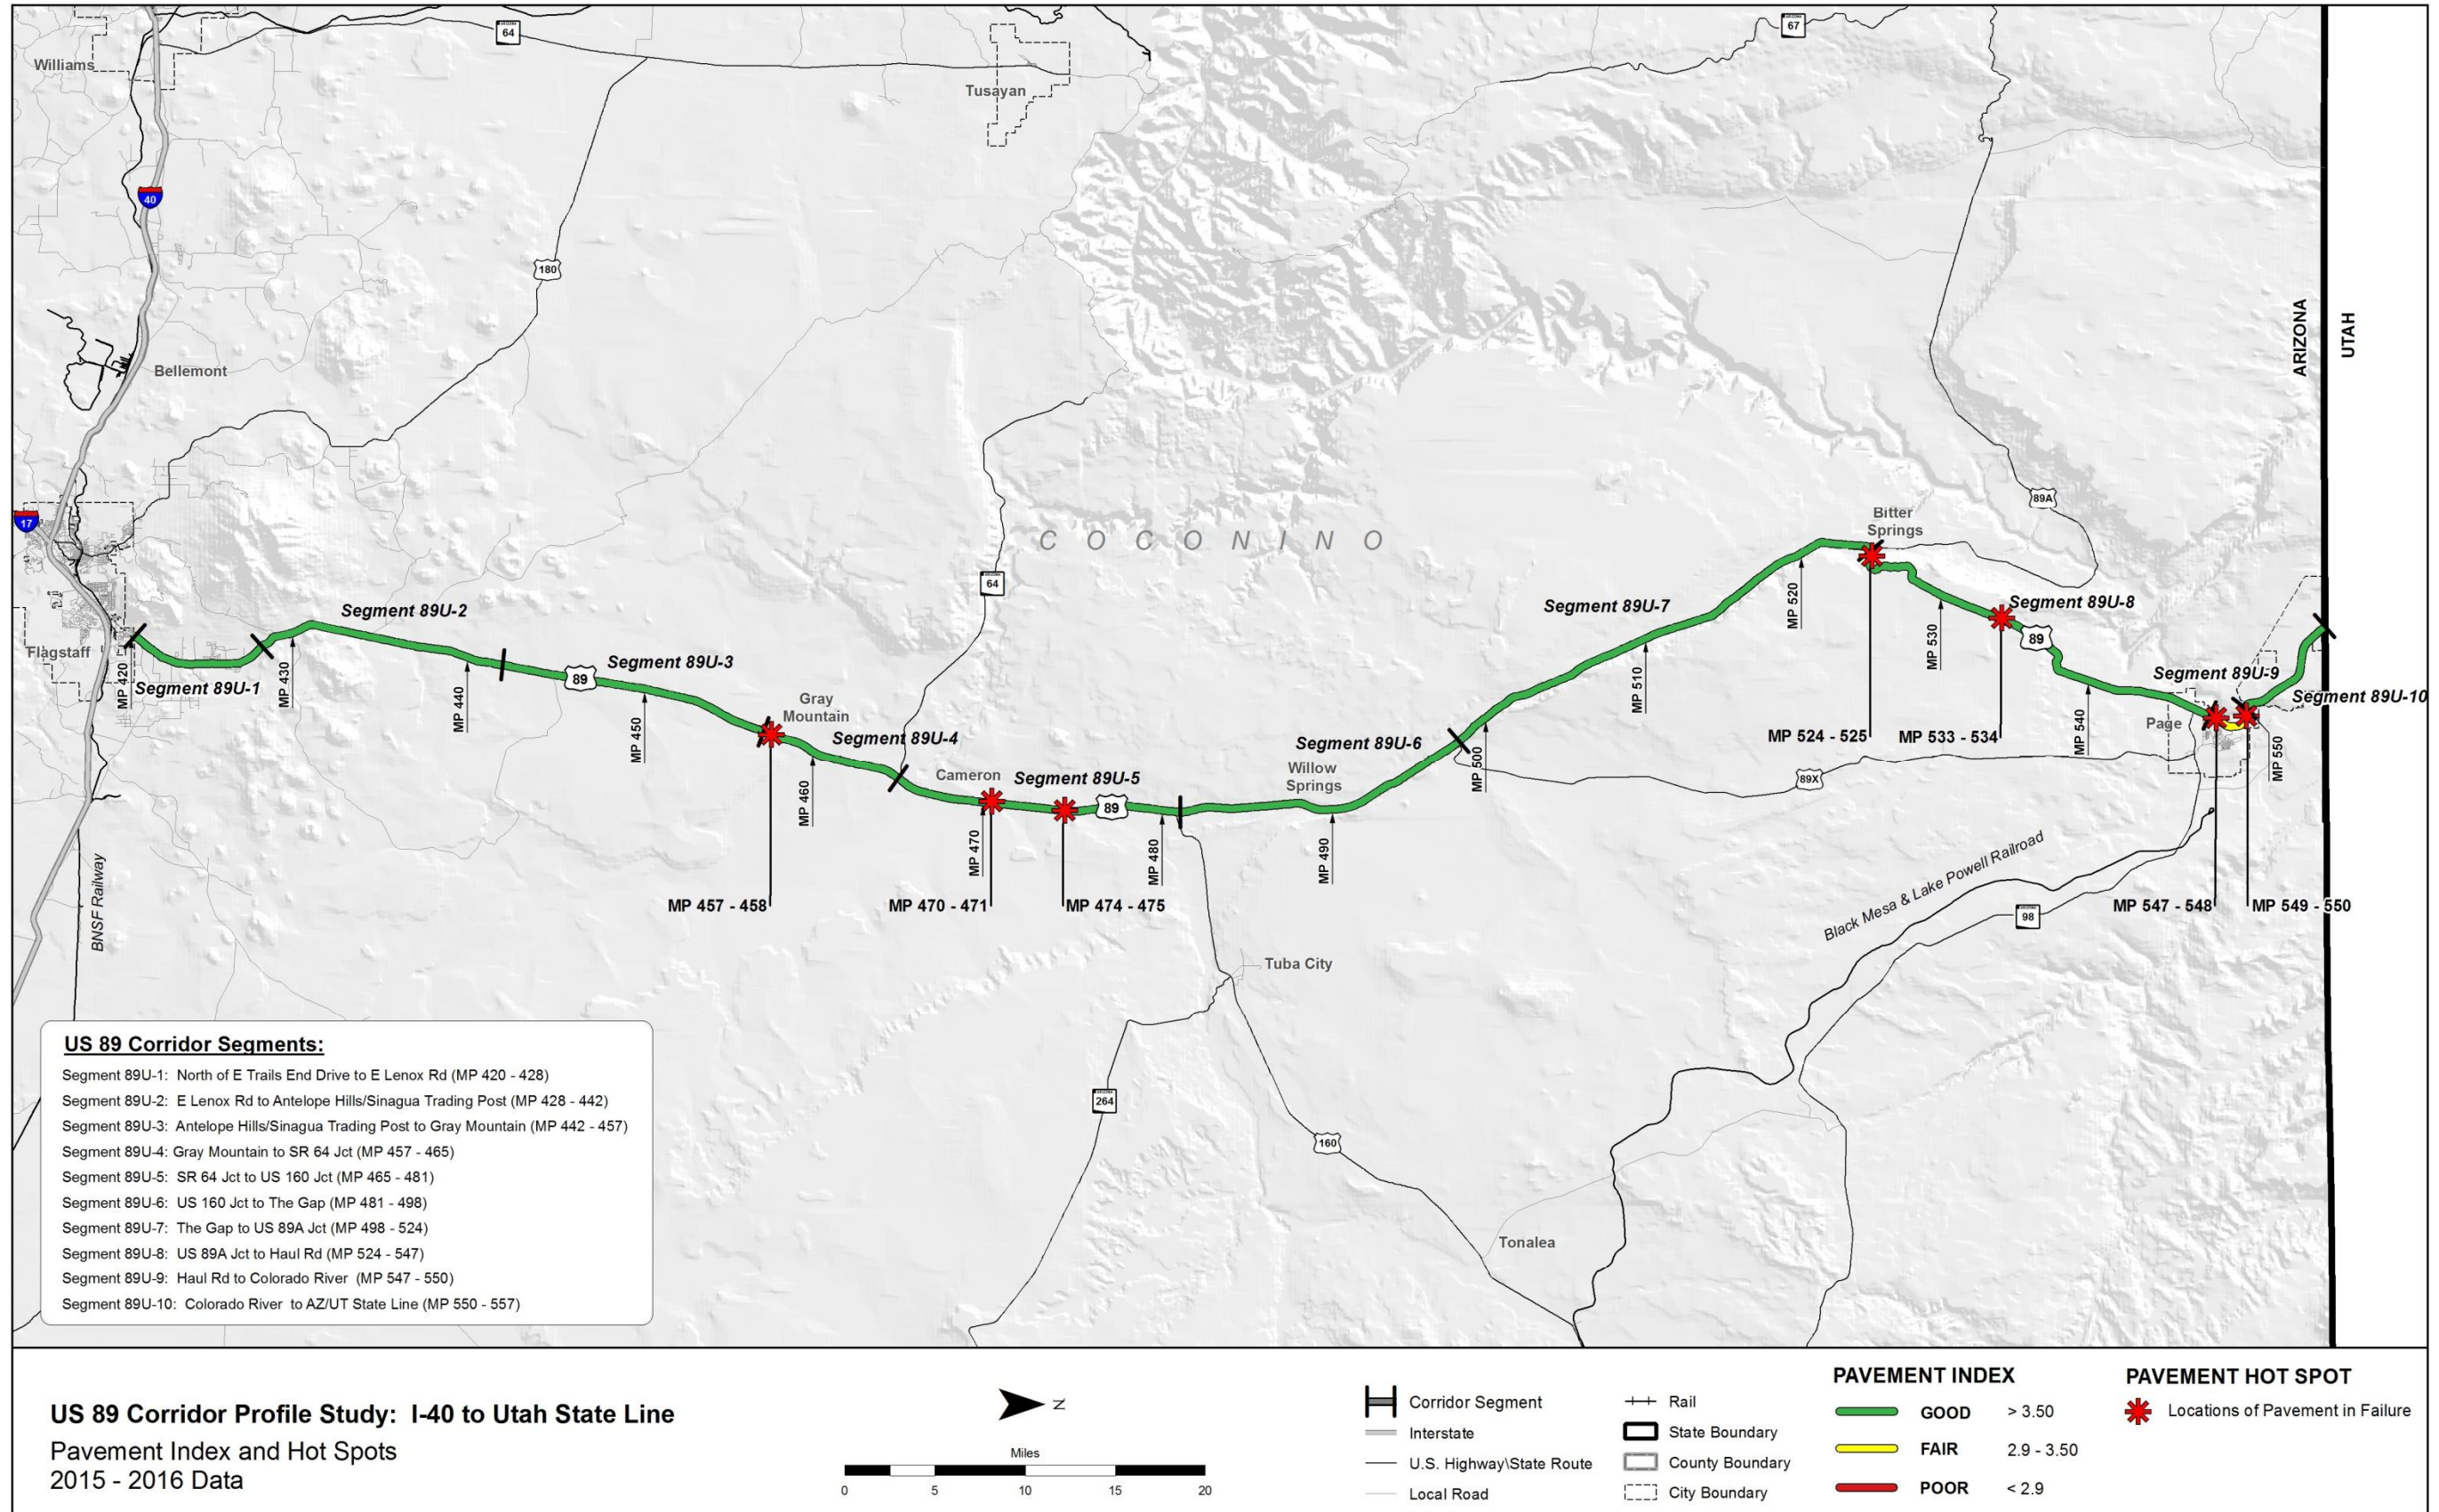 64
67
Williams
Tusayan
40
180
ARIZONA
UTAH
Bellemont
89A
17
Bitter
Springs
C O C O N I N O
64
Segment 89U-7
Segment 89U-8
Segment 89U-2
MP 520
MP 530
89
Flagstaff
MP 420
Segment 89U-1
MP 430
Segment 89U-3
89
MP 440
MP 450
MP 510
Segment 89U-9
Segment 89U-10
Gray
Mountain
Segment 89U-4
Segment 89U-6
MP 524 - 525
MP 533 - 534
MP 540
Page
MP 550
Cameron
Segment 89U-5
Willow
Springs
MP 500
89X
MP 460
89
MP 470
MP 480
MP 490
MP 457 - 458
MP 470 - 471
MP 474 - 475
Black Mesa & Lake Powell Railroad
98
MP 547 - 548
MP 549 - 550
BNSF Railway
Tuba City
264
160
Tonalea
US 89 Corridor Segments:
Segment 89U-1: North of E Trails End Drive to E Lenox Rd (MP 420 - 428)
Segment 89U-2: E Lenox Rd to Antelope Hills/Sinagua Trading Post (MP 428 - 442)
Segment 89U-3: Antelope Hills/Sinagua Trading Post to Gray Mountain (MP 442 - 457)
Segment 89U-4: Gray Mountain to SR 64 Jct (MP 457 - 465)
Segment 89U-5: SR 64 Jct to US 160 Jct (MP 465 - 481)
Segment 89U-6: US 160 Jct to The Gap (MP 481 - 498)
Segment 89U-7: The Gap to US 89A Jct (MP 498 - 524)
Segment 89U-8: US 89A Jct to Haul Rd (MP 524 - 547)
Segment 89U-9: Haul Rd to Colorado River (MP 547 - 550)
Segment 89U-10: Colorado River to AZ/UT State Line (MP 550 - 557)
US 89 Corridor Profile Study: I-40 to Utah State Line
Pavement Index and Hot Spots
2015 - 2016 Data
N
Miles
0 5 10 15 20
Corridor Segment
Interstate
U.S. Highway\State Route
Local Road
Rail
State Boundary
County Boundary
City Boundary
PAVEMENT INDEX
GOOD > 3.50
FAIR 2.9 - 3.50
POOR < 2.9
PAVEMENT HOT SPOT
Locations of Pavement in Failure